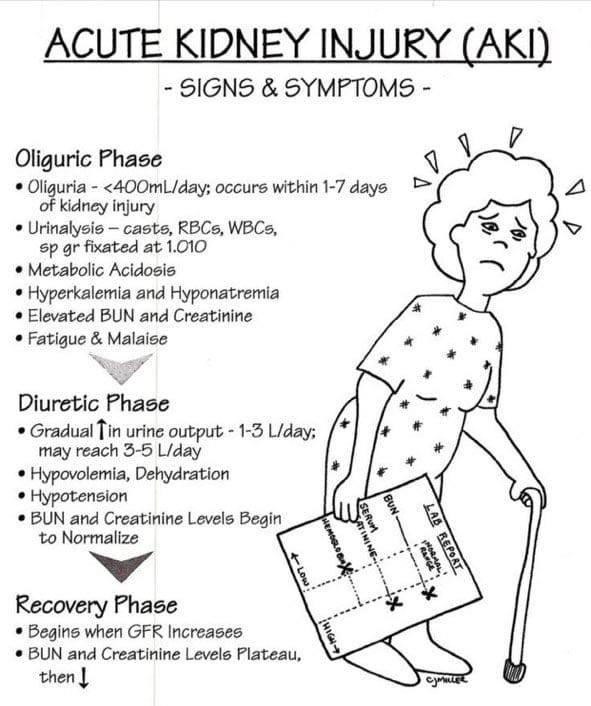 ACUTE KIDNEY INJURY (AKI)
- SIGNS & SYMPTOMS -
Oliguric Phase
• Oliguria - <400mL/day; occurs within 1-7 days
of kidney injury
• Urinalysis – casts, RBCs, WBCs,
sp gr fixated at 1.010
• Metabolic Acidosis
• Hyperkalemia and Hyponatremia
• Elevated BUN and Creatinine
• Fatigue & Malaise
Diuretic Phase
• Gradual ↑ in urine output - 1-3 L/day;
may reach 3-5 L/day
• Hypovolemia, Dehydration
• Hypotension
• BUN and Creatinine Levels Begin
to Normalize
Recovery Phase
• Begins when GFR Increases
• BUN and Creatinine Levels Plateau,
then ↓
LAB REPORT
NORMAL
RANGE
BUN
SERUM
← LOW
HIGH →
CJMILLER